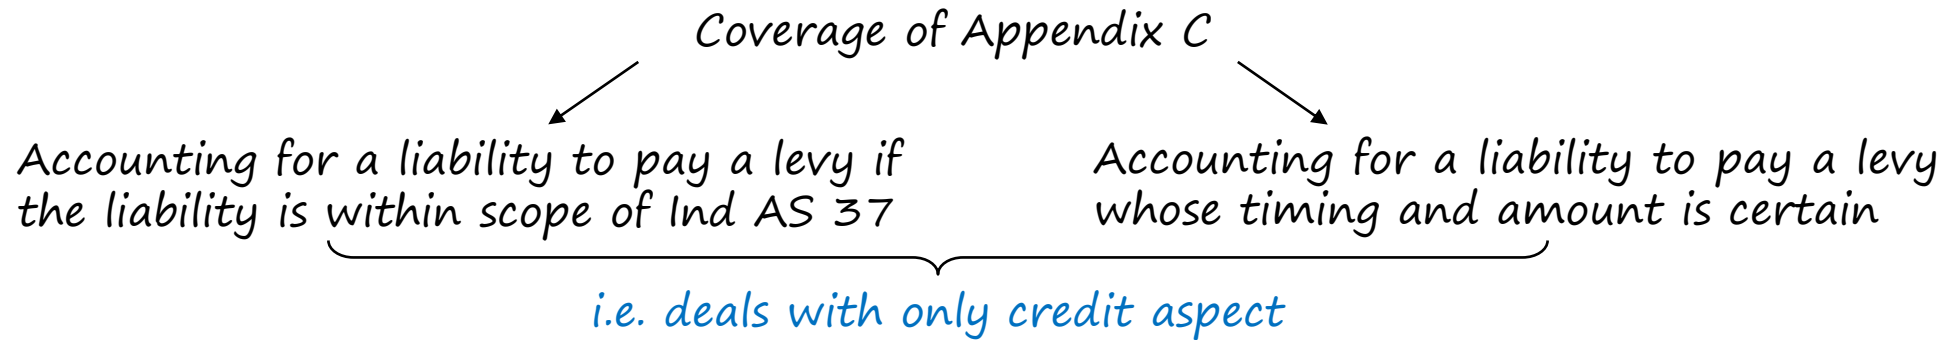 Coverage of Appendix C
Accounting for a liability to pay a levy if
the liability is within scope of Ind AS 37
Accounting for a liability to pay a levy
whose timing and amount is certain
i.e. deals with only credit aspect